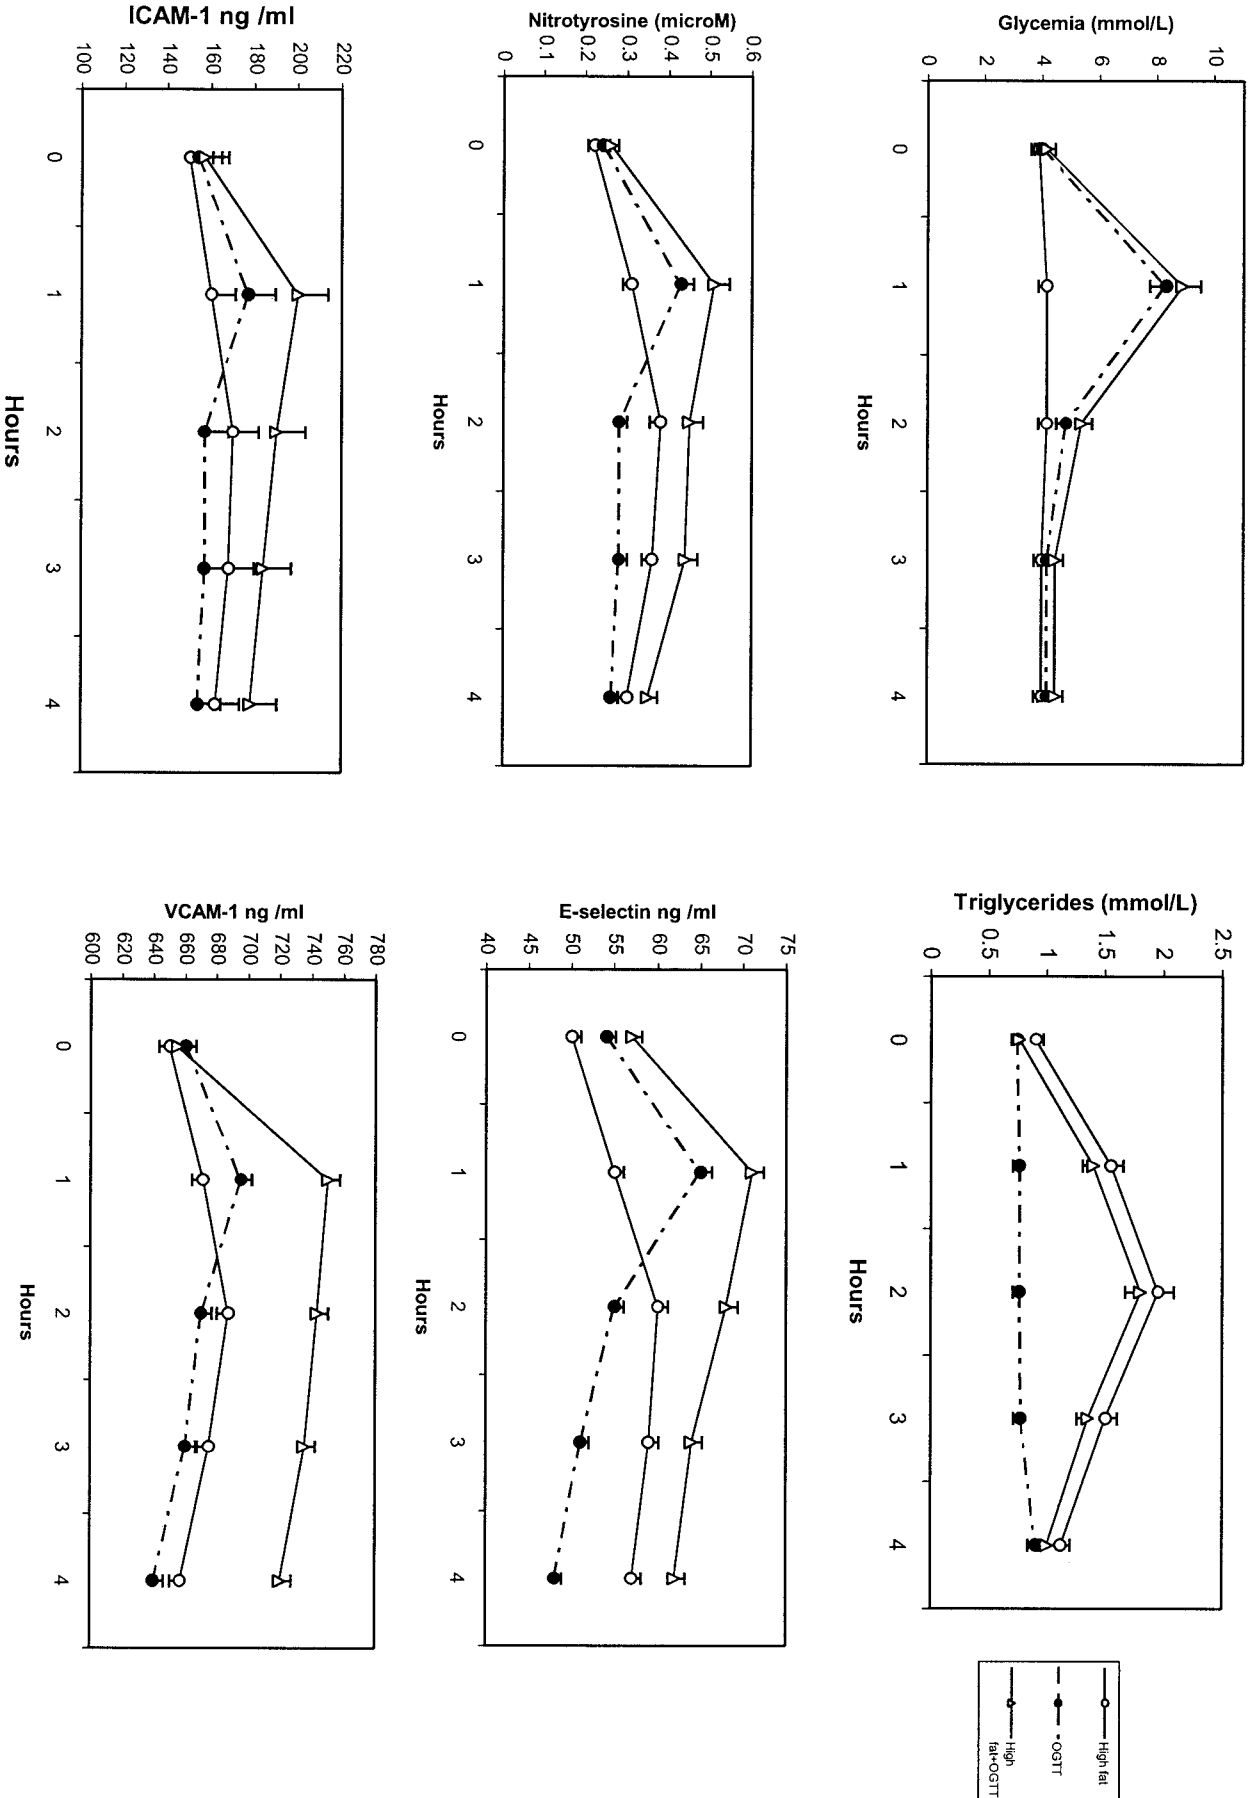 Glycemia (mmol/L)
10
8
6
4
2
0
0 1 2 3 4
Hours
Triglycerides (mmol/L)
2.5
2
1.5
1
0.5
0
0 1 2 3 4
Hours
High fat
OGTT
High
fat+OGTT
Nitrotyrosine (microM)
0.6
0.5
0.4
0.3
0.2
0.1
0
0 1 2 3 4
Hours
E-selectin ng /ml
75
70
65
60
55
50
45
40
0 1 2 3 4
Hours
ICAM-1 ng /ml
220
200
180
160
140
120
100
0 1 2 3 4
Hours
VCAM-1 ng /ml
780
760
740
720
700
680
660
640
620
600
0 1 2 3 4
Hours